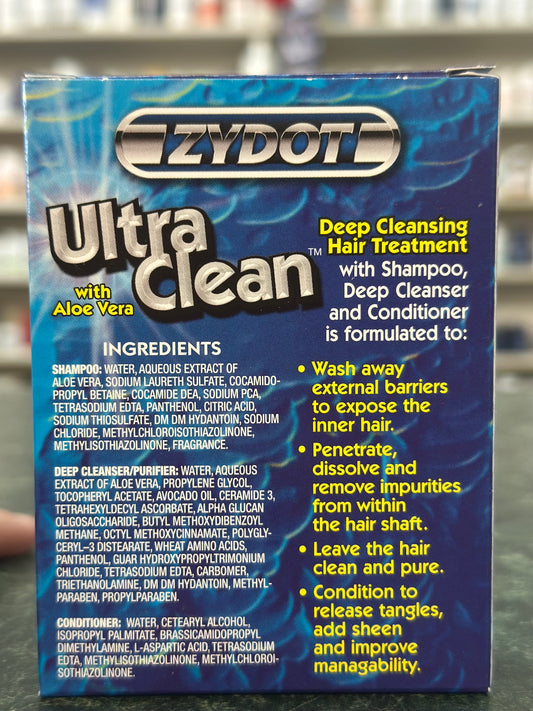 ZYDOT
Ultra
Clean™
with
Aloe Vera
Deep Cleansing
Hair Treatment
with Shampoo,
Deep Cleanser
and Conditioner
is formulated to:
INGREDIENTS
SHAMPOO: WATER, AQUEOUS EXTRACT OF
ALOE VERA, SODIUM LAURETH SULFATE, COCAMIDO-
PROPYL BETAINE, COCAMIDE DEA, SODIUM PCA,
TETRASODIUM EDTA, PANTHENOL, CITRIC ACID,
SODIUM THIOSULFATE, DM DM HYDANTOIN, SODIUM
CHLORIDE, METHYLCHLOROISOTHIAZOLINONE,
METHYLISOTHIAZOLINONE, FRAGRANCE.
DEEP CLEANSER/PURIFIER: WATER, AQUEOUS
EXTRACT OF ALOE VERA, PROPYLENE GLYCOL,
TOCOPHERYL ACETATE, AVOCADO OIL, CERAMIDE 3,
TETRAHEXYLDECYL ASCORBATE, ALPHA GLUCAN
OLIGOSACCHARIDE, BUTYL METHOXYDIBENZOYL
METHANE, OCTYL METHOXYCINNAMATE, POLYGLY-
CERYL–3 DISTEARATE, WHEAT AMINO ACIDS,
PANTHENOL, GUAR HYDROXYPROPYLTRIMONIUM
CHLORIDE, TETRASODIUM EDTA, CARBOMER,
TRIETHANOLAMINE, DM DM HYDANTOIN, METHYL-
PARABEN, PROPYLPARABEN.
CONDITIONER: WATER, CETEARYL ALCOHOL,
ISOPROPYL PALMITATE, BRASSICAMIDOPROPYL
DIMETHYLAMINE, L-ASPARTIC ACID, TETRASODIUM
EDTA, METHYLISOTHIAZOLINONE, METHYLCHLOROI-
SOTHIAZOLINONE.
• Wash away
external barriers
to expose the
inner hair.
• Penetrate,
dissolve and
remove impurities
from within
the hair shaft.
• Leave the hair
clean and pure.
• Condition to
release tangles,
add sheen
and improve
managability.